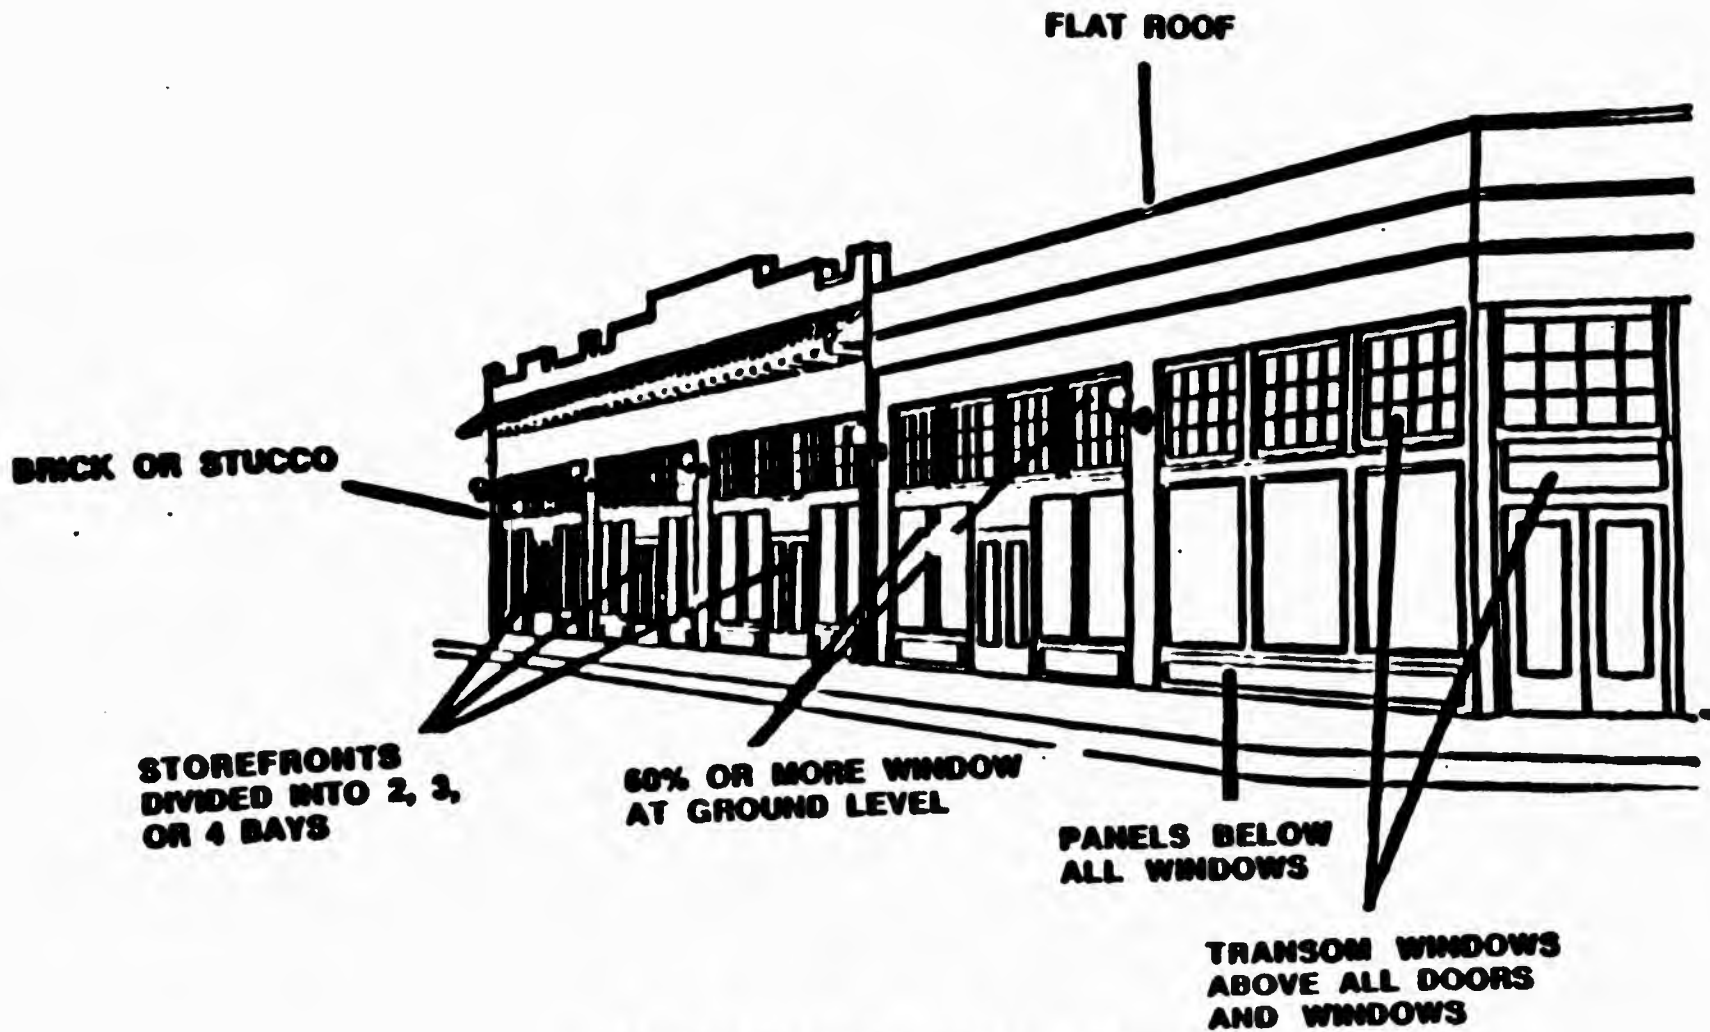 FLAT ROOF
BRICK OR STUCCO
STOREFRONTS
DIVIDED INTO 2, 3,
OR 4 BAYS
60% OR MORE WINDOW
AT GROUND LEVEL
PANELS BELOW
ALL WINDOWS
TRANSOM WINDOWS
ABOVE ALL DOORS
AND WINDOWS